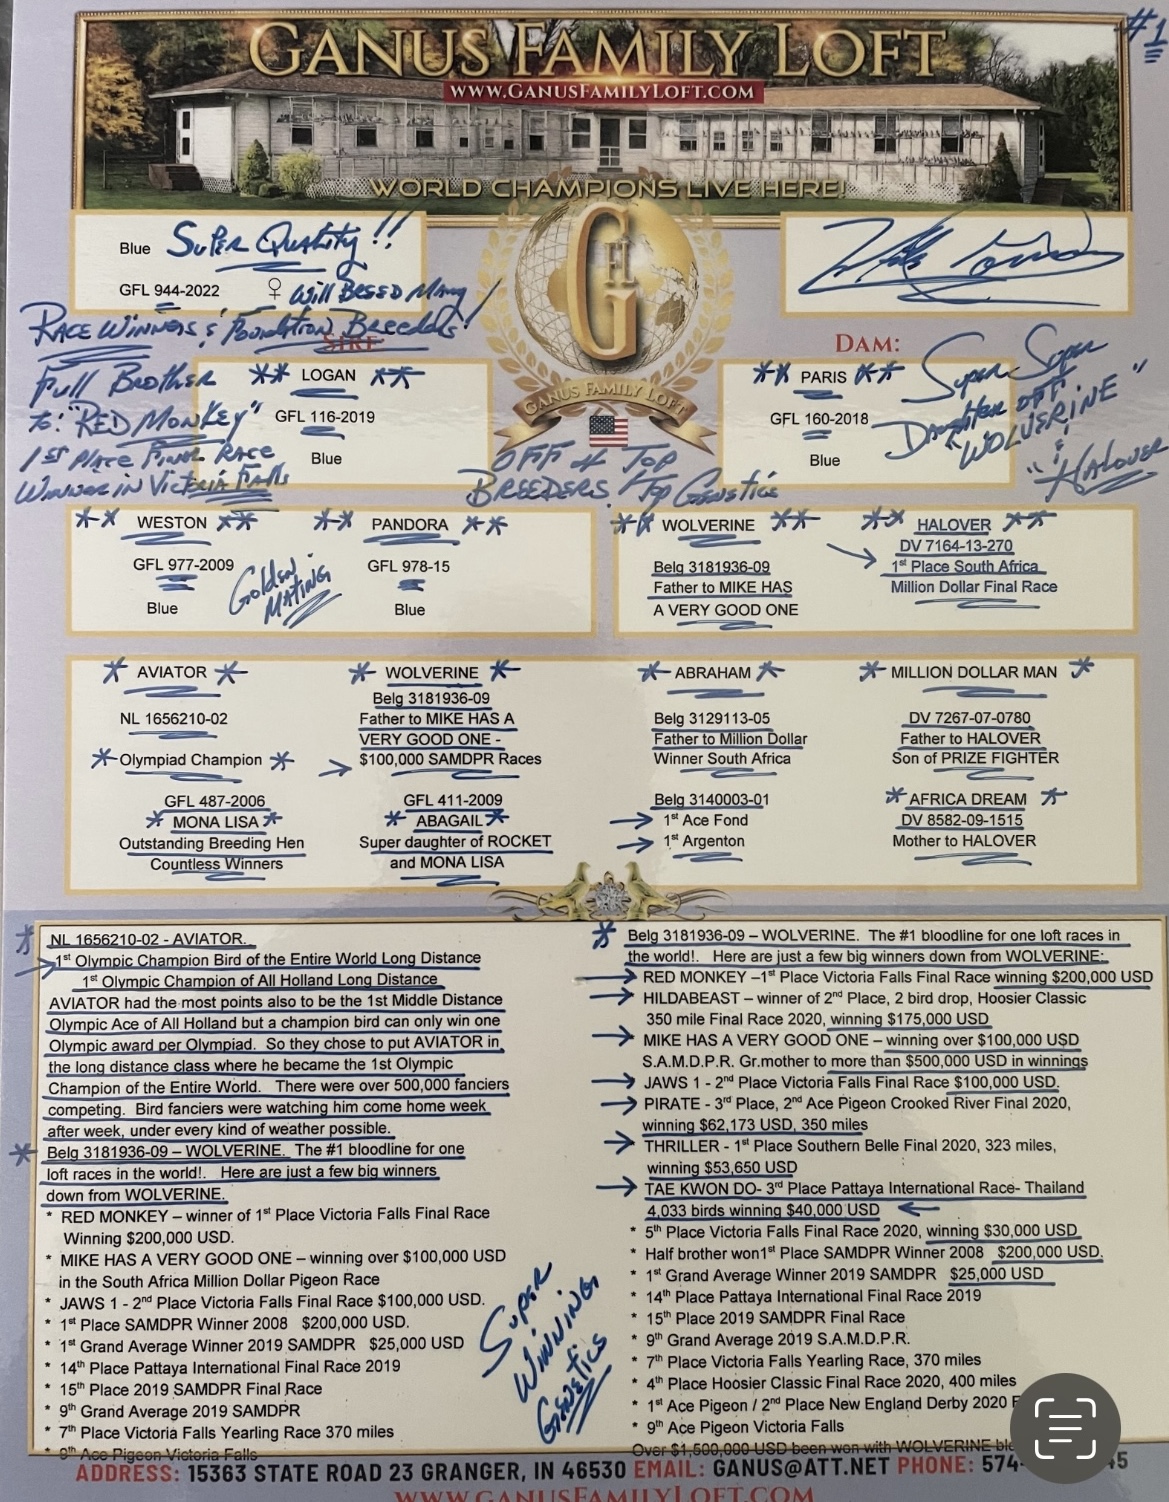 #1
GANUS FAMILY LOFT
WWW.GANUSFAMILYLOFT.COM
WORLD CHAMPIONS LIVE HERE!
Blue Super Quality!!
GFL 944-2022 ♀ Will BREED MANY
RACE WINNERS & Foundation Breeders!
SIRE
Full Brother
to: "RED MONKEY"
1ST Place Final Race
Winner in Victoria Falls
** LOGAN **
GFL 116-2019
Blue
GFL
G
GANUS FAMILY LOFT
OFF of Top
BREEDERS! Top Genetics
DAM:
** PARIS **
GFL 160-2018
Blue
Super Super
Daughter OFF
"WOLVERINE"
&
"HALOVER
** WESTON **
GFL 977-2009
Blue
Golden
MATING
** PANDORA **
GFL 978-15
Blue
** WOLVERINE **
Belg 3181936-09
Father to MIKE HAS
A VERY GOOD ONE
** HALOVER **
DV 7164-13-270
1st Place South Africa
Million Dollar Final Race
* AVIATOR *
NL 1656210-02
* Olympiad Champion *
GFL 487-2006
* MONA LISA *
Outstanding Breeding Hen
Countless Winners
* WOLVERINE *
Belg 3181936-09
Father to MIKE HAS A
VERY GOOD ONE -
$100,000 SAMDPR Races
GFL 411-2009
* ABAGAIL *
Super daughter of ROCKET
and MONA LISA
* ABRAHAM *
Belg 3129113-05
Father to Million Dollar
Winner South Africa
Belg 3140003-01
1st Ace Fond
1st Argenton
* MILLION DOLLAR MAN *
DV 7267-07-0780
Father to HALOVER
Son of PRIZE FIGHTER
* AFRICA DREAM *
DV 8582-09-1515
Mother to HALOVER
* NL 1656210-02 - AVIATOR.
1st Olympic Champion Bird of the Entire World Long Distance
1st Olympic Champion of All Holland Long Distance
AVIATOR had the most points also to be the 1st Middle Distance
Olympic Ace of All Holland but a champion bird can only win one
Olympic award per Olympiad. So they chose to put AVIATOR in
the long distance class where he became the 1st Olympic
Champion of the Entire World. There were over 500,000 fanciers
competing. Bird fanciers were watching him come home week
after week, under every kind of weather possible.
* Belg 3181936-09 – WOLVERINE. The #1 bloodline for one
loft races in the world!. Here are just a few big winners
down from WOLVERINE.
* RED MONKEY – winner of 1st Place Victoria Falls Final Race
Winning $200,000 USD.
* MIKE HAS A VERY GOOD ONE – winning over $100,000 USD
in the South Africa Million Dollar Pigeon Race
* JAWS 1 - 2nd Place Victoria Falls Final Race $100,000 USD.
* 1st Place SAMDPR Winner 2008 $200,000 USD.
* 1st Grand Average Winner 2019 SAMDPR $25,000 USD
* 14th Place Pattaya International Final Race 2019
* 15th Place 2019 SAMDPR Final Race
* 9th Grand Average 2019 SAMDPR
* 7th Place Victoria Falls Yearling Race 370 miles
* 9th Ace Pigeon Victoria Falls
Super
WINNING
Genetics
* Belg 3181936-09 – WOLVERINE. The #1 bloodline for one loft races in
the world!. Here are just a few big winners down from WOLVERINE:
RED MONKEY –1st Place Victoria Falls Final Race winning $200,000 USD
HILDABEAST – winner of 2nd Place, 2 bird drop, Hoosier Classic
350 mile Final Race 2020, winning $175,000 USD
MIKE HAS A VERY GOOD ONE – winning over $100,000 USD
S.A.M.D.P.R. Gr.mother to more than $500,000 USD in winnings
JAWS 1 - 2nd Place Victoria Falls Final Race $100,000 USD.
PIRATE - 3rd Place, 2nd Ace Pigeon Crooked River Final 2020,
winning $62,173 USD, 350 miles
THRILLER - 1st Place Southern Belle Final 2020, 323 miles,
winning $53,650 USD
TAE KWON DO- 3rd Place Pattaya International Race- Thailand
4,033 birds winning $40,000 USD
* 5th Place Victoria Falls Final Race 2020, winning $30,000 USD
* Half brother won1st Place SAMDPR Winner 2008 $200,000 USD.
* 1st Grand Average Winner 2019 SAMDPR $25,000 USD
* 14th Place Pattaya International Final Race 2019
* 15th Place 2019 SAMDPR Final Race
* 9th Grand Average 2019 S.A.M.D.P.R.
* 7th Place Victoria Falls Yearling Race, 370 miles
* 4th Place Hoosier Classic Final Race 2020, 400 miles
* 1st Ace Pigeon / 2nd Place New England Derby 2020 F
* 9th Ace Pigeon Victoria Falls
Over $1,500,000 USD been won with WOLVERINE
ADDRESS: 15363 STATE ROAD 23 GRANGER, IN 46530 EMAIL: GANUS@ATT.NET PHONE: 574- 45
WWW.GANUSFAMILYLOFT.COM